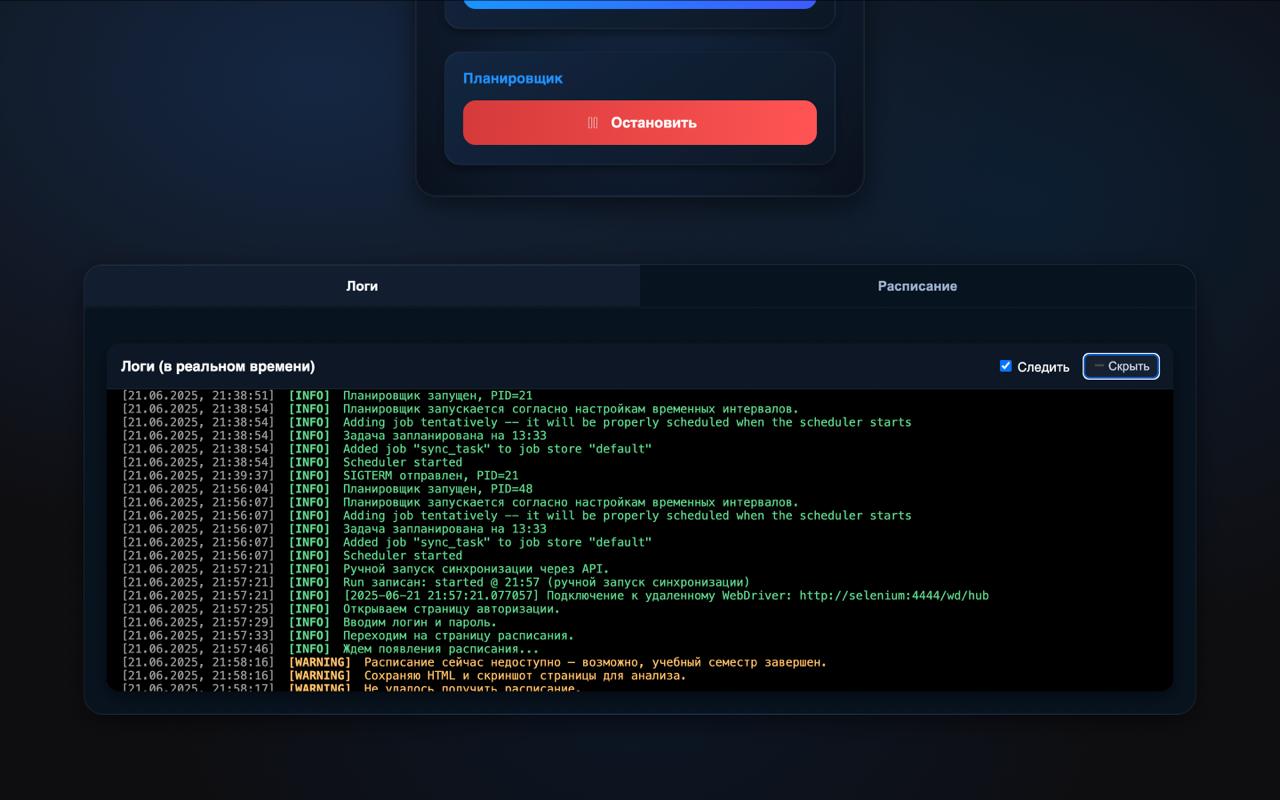 Планировщик
Остановить
Логи
Расписание
Логи (в реальном времени)
Следить
— Скрыть
[21.06.2025, 21:38:51] [INFO] Планировщик запущен, PID=21
[21.06.2025, 21:38:54] [INFO] Планировщик запускается согласно настройкам временных интервалов.
[21.06.2025, 21:38:54] [INFO] Adding job tentatively -- it will be properly scheduled when the scheduler starts
[21.06.2025, 21:38:54] [INFO] Задача запланирована на 13:33
[21.06.2025, 21:38:54] [INFO] Added job "sync_task" to job store "default"
[21.06.2025, 21:38:54] [INFO] Scheduler started
[21.06.2025, 21:39:37] [INFO] SIGTERM отправлен, PID=21
[21.06.2025, 21:56:04] [INFO] Планировщик запущен, PID=48
[21.06.2025, 21:56:07] [INFO] Планировщик запускается согласно настройкам временных интервалов.
[21.06.2025, 21:56:07] [INFO] Adding job tentatively -- it will be properly scheduled when the scheduler starts
[21.06.2025, 21:56:07] [INFO] Задача запланирована на 13:33
[21.06.2025, 21:56:07] [INFO] Added job "sync_task" to job store "default"
[21.06.2025, 21:56:07] [INFO] Scheduler started
[21.06.2025, 21:57:21] [INFO] Ручной запуск синхронизации через API.
[21.06.2025, 21:57:21] [INFO] Run записан: started @ 21:57 (ручной запуск синхронизации)
[21.06.2025, 21:57:21] [INFO] [2025-06-21 21:57:21.077057] Подключение к удаленному WebDriver: http://selenium:4444/wd/hub
[21.06.2025, 21:57:25] [INFO] Открываем страницу авторизации.
[21.06.2025, 21:57:29] [INFO] Вводим логин и пароль.
[21.06.2025, 21:57:33] [INFO] Переходим на страницу расписания.
[21.06.2025, 21:57:46] [INFO] Ждем появления расписания...
[21.06.2025, 21:58:16] [WARNING] Расписание сейчас недоступно — возможно, учебный семестр завершен.
[21.06.2025, 21:58:16] [WARNING] Сохраняю HTML и скриншот страницы для анализа.
[21.06.2025, 21:58:17] [WARNING] Не удалось получить расписание.